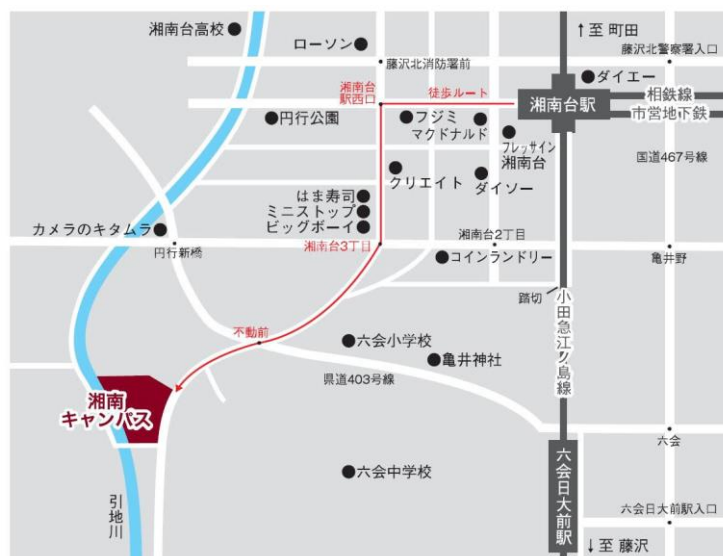 湘南台高校
ローソン
↑至 町田
藤沢北消防署前
藤沢北警察署入口
ダイエー
湘南台
駅西口
徒歩ルート
湘南台駅
相鉄線
市営地下鉄
円行公園
フジミ
マクドナルド
フレッサイン
湘南台
国道467号線
クリエイト
ダイソー
はま寿司
ミニストップ
ビッグボーイ
カメラのキタムラ
円行新橋
湘南台3丁目
湘南台2丁目
亀井野
コインランドリー
踏切
小田急江ノ島線
不動前
六会小学校
亀井神社
県道403号線
湘南
キャンパス
六会
六会中学校
六会日大前駅
引地川
六会日大前駅入口
↓至 藤沢